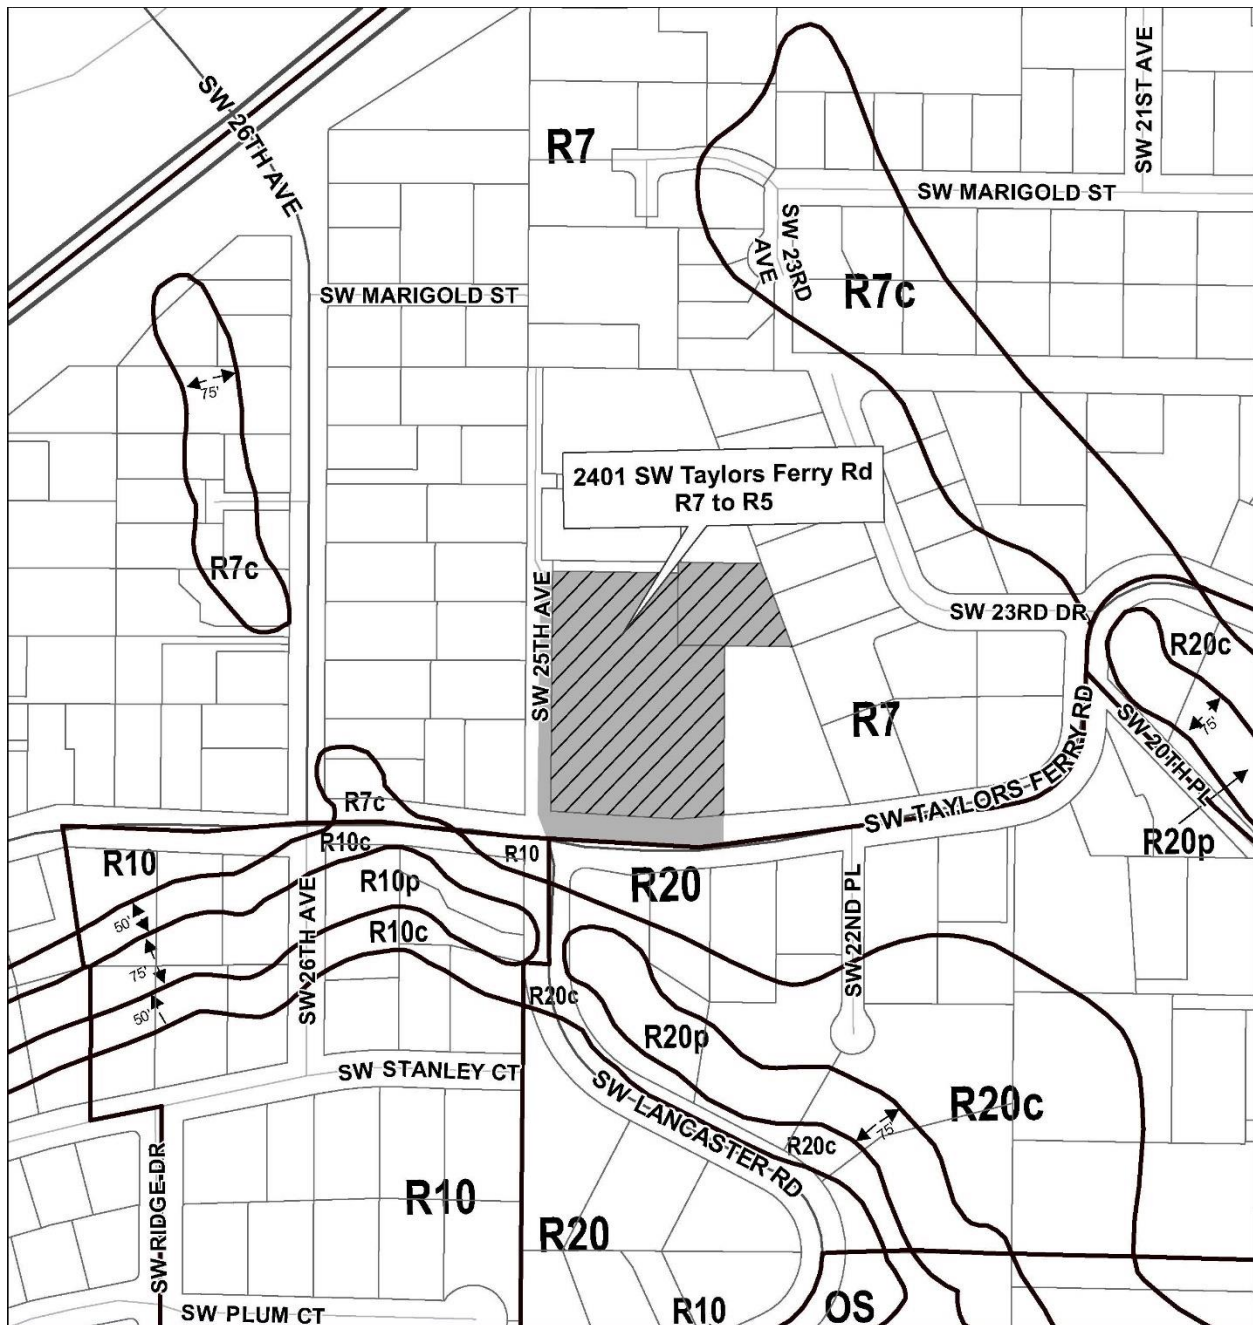 SW 26TH AVE
SW 21ST AVE
R7
SW MARIGOLD ST
SW 23RD
AVE
R7c
SW MARIGOLD ST
75'
2401 SW Taylors Ferry Rd
R7 to R5
R7c
SW 25TH AVE
SW 23RD DR
R20c
75'
R7
SW 20TH PL
SW TAYLORS FERRY RD
R7c
R10c
R10
R10
R20p
R10p
R20
SW 22ND PL
50'
R10c
SW 26TH AVE
75'
50'
R20c
R20p
SW STANLEY CT
SW LANCASTER RD
R20c
75'
R20c
SW RIDGE DR
R10
R20
SW PLUM CT
R10
OS